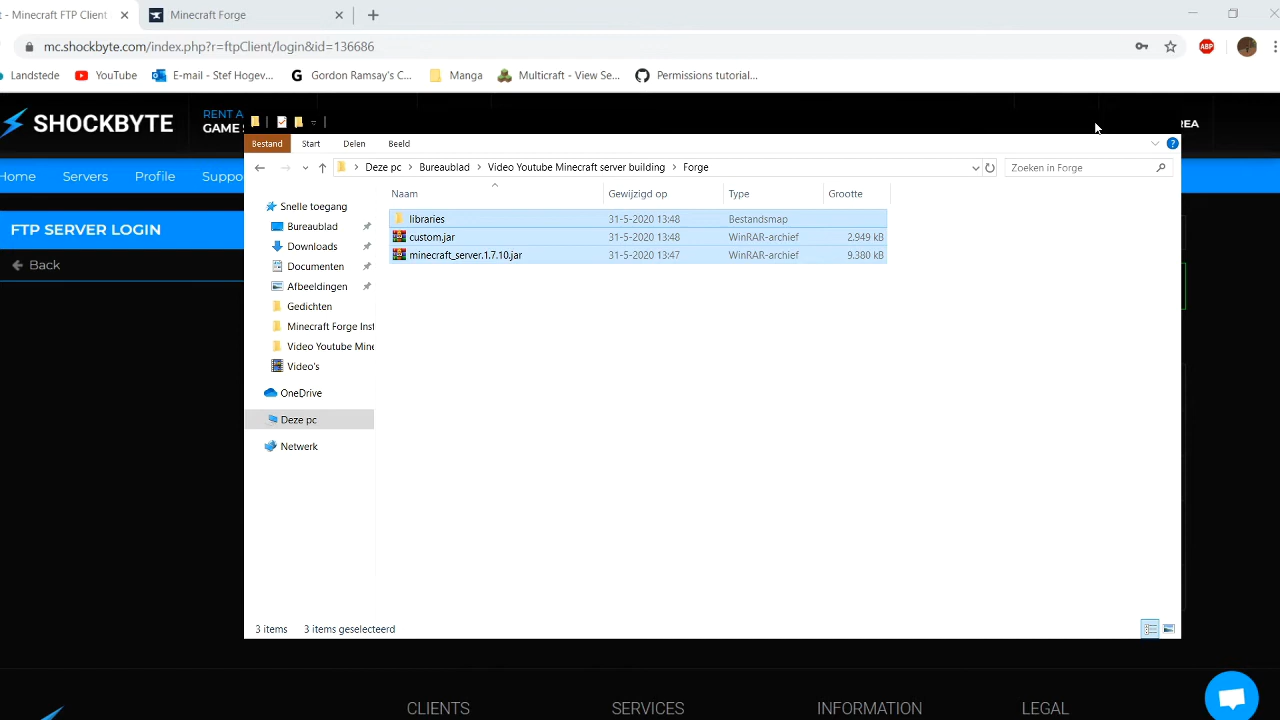 t - Minecraft FTP Client
Minecraft Forge
mc.shockbyte.com/index.php?r=ftpClient/login&id=136686
ABP
Landstede
YouTube
E-mail - Stef Hogev...
Gordon Ramsay's C...
Manga
Multicraft - View Se...
Permissions tutorial...
SHOCKBYTE
RENT A
GAME S
REA
Home
Servers
Profile
Suppo
FTP SERVER LOGIN
Back
Bestand
Start
Delen
Beeld
Deze pc > Bureaublad > Video Youtube Minecraft server building > Forge
Zoeken in Forge
Naam
Gewijzigd op
Type
Grootte
libraries
31-5-2020 13:48
Bestandsmap
custom.jar
31-5-2020 13:48
WinRAR-archief
2.949 kB
minecraft_server.1.7.10.jar
31-5-2020 13:47
WinRAR-archief
9.380 kB
Snelle toegang
Bureaublad
Downloads
Documenten
Afbeeldingen
Gedichten
Minecraft Forge Inst
Video Youtube Mine
Video's
OneDrive
Deze pc
Netwerk
3 items
3 items geselecteerd
CLIENTS
SERVICES
INFORMATION
LEGAL